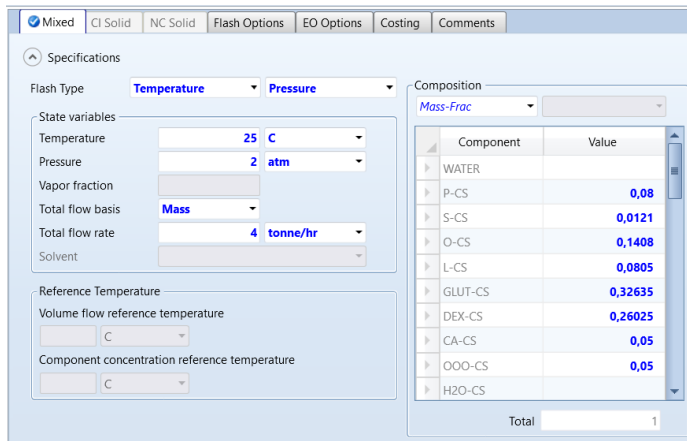 Mixed CI Solid NC Solid Flash Options EO Options Costing Comments
Specifications
Flash Type Temperature Pressure
State variables
Temperature 25 C
Pressure 2 atm
Vapor fraction
Total flow basis Mass
Total flow rate 4 tonne/hr
Solvent
Reference Temperature
Volume flow reference temperature
C
Component concentration reference temperature
C
Composition
Mass-Frac
Component Value
WATER
P-CS 0,08
S-CS 0,0121
O-CS 0,1408
L-CS 0,0805
GLUT-CS 0,32635
DEX-CS 0,26025
CA-CS 0,05
OOO-CS 0,05
H2O-CS
Total 1